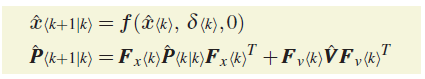 x̂⟨k+1|k⟩ = f(x̂⟨k⟩, δ⟨k⟩,0)
P̂⟨k+1|k⟩ = Fₓ⟨k⟩P̂⟨k|k⟩Fₓ⟨k⟩ᵀ + Fᵥ⟨k⟩V̂Fᵥ⟨k⟩ᵀ